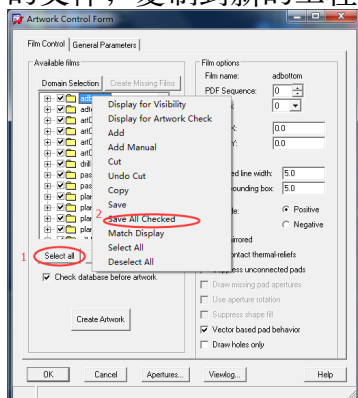 的文件，复制到新的工程
Artwork Control Form
Film Control General Parameters
Available films
Domain Selection Create Missing Films
Display for Visibility
Display for Artwork Check
Add
Add Manual
Cut
Undo Cut
Copy
Save
2 Save All Checked
Match Display
Select All
Deselect All
drill
1 Select all
Check database before artwork
Create Artwork
Film options
Film name: adbottom
PDF Sequence: 0
0
0.0
0.0
5.0
5.0
Positive
Negative
Draw missing pad apertures
Use aperture rotation
Suppress shape fill
Vector based pad behavior
Draw holes only
OK Cancel Apertures... Viewlog... Help